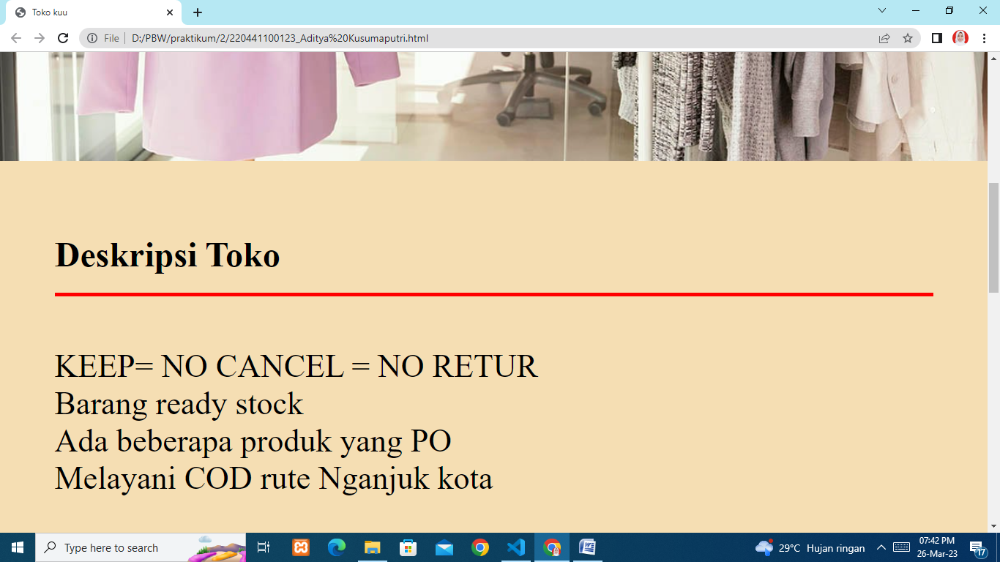 Toko kuu
File
D:/PBW/praktikum/2/220441100123_Aditya%20Kusumaputri.html
Deskripsi Toko
KEEP= NO CANCEL = NO RETUR
Barang ready stock
Ada beberapa produk yang PO
Melayani COD rute Nganjuk kota
Type here to search
29°C Hujan ringan
07:42 PM
26-Mar-23
17